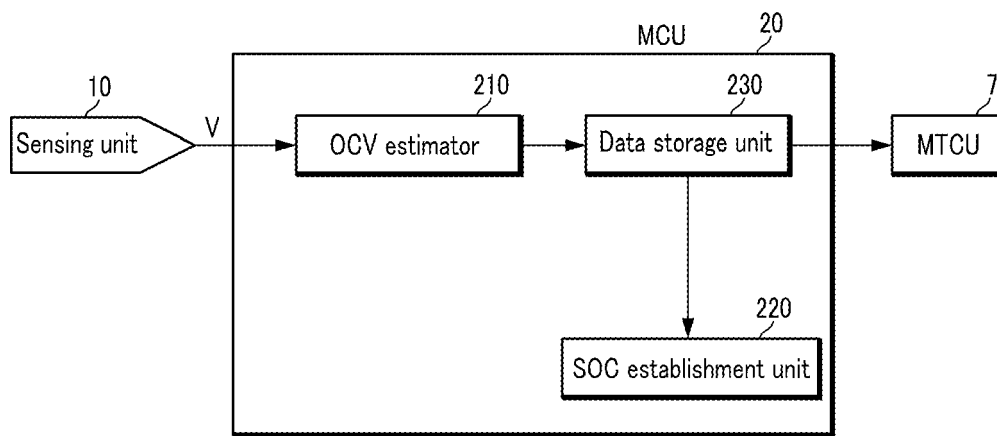 MCU
20
10
210
230
7
V
Sensing unit
OCV estimator
Data storage unit
MTCU
220
SOC establishment unit